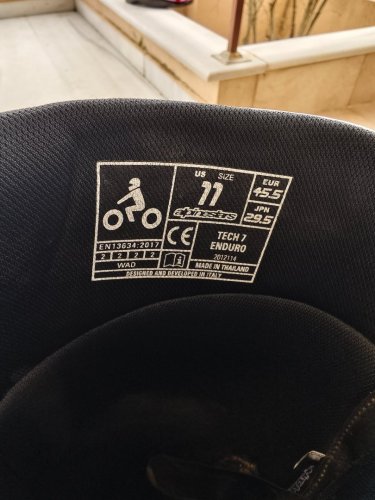 US SIZE
11
alpinestars
EUR
45.5
JPN
29.5
EN13634:2017
2 2 2 2
WAD
CE
TECH 7
ENDURO
2012114
MADE IN THAILAND
DESIGNED AND DEVELOPED IN ITALY